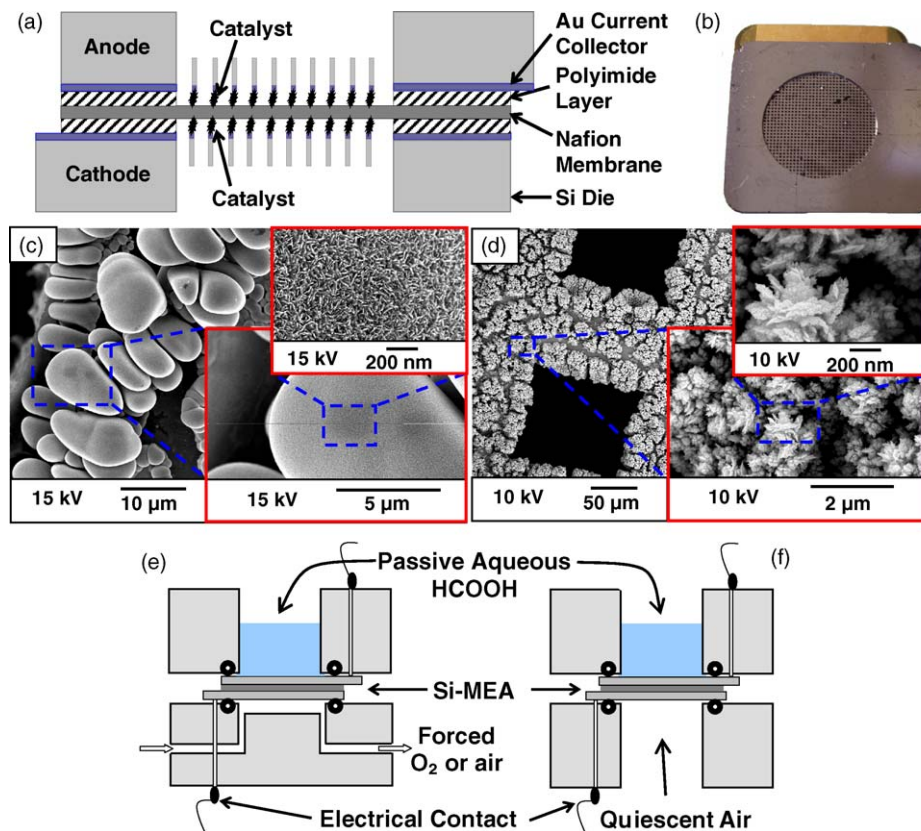 (a)
Anode
Catalyst
Cathode
Catalyst
Au Current
Collector
Polyimide
Layer
Nafion
Membrane
Si Die
(b)
(c)
15 kV 10 µm
15 kV 200 nm
15 kV 5 µm
(d)
10 kV 50 µm
10 kV 200 nm
10 kV 2 µm
(e)
Passive Aqueous
HCOOH
(f)
Si-MEA
Forced
O₂ or air
Electrical Contact
Quiescent Air